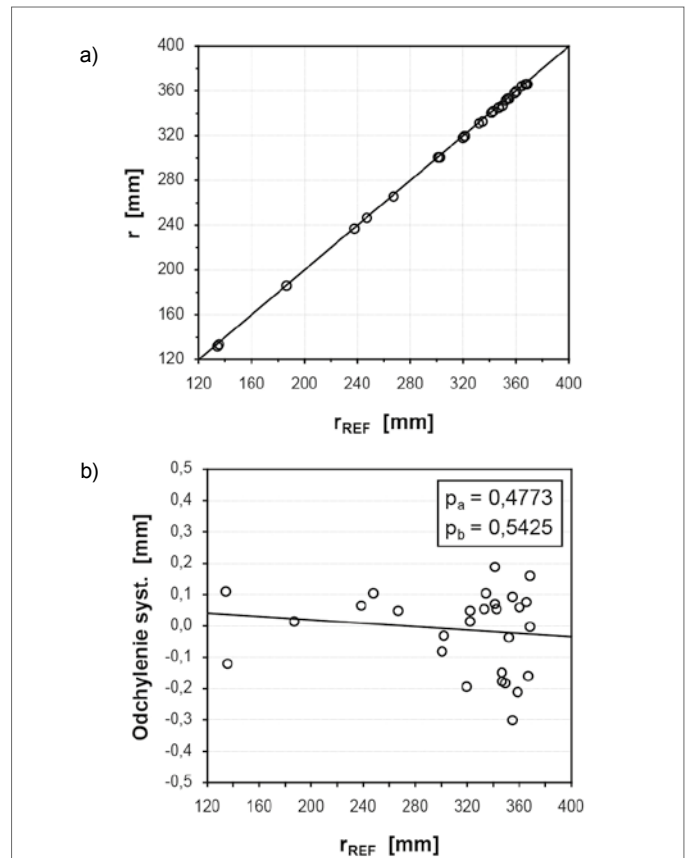 a)
400
360
320
280
240
200
160
120
r [mm]
120 160 200 240 280 320 360 400
rREF [mm]
b)
0,5
0,4
0,3
0,2
0,1
0,0
-0,1
-0,2
-0,3
-0,4
-0,5
Odchylenie syst. [mm]
pa = 0,4773
pb = 0,5425
120 160 200 240 280 320 360 400
rREF [mm]